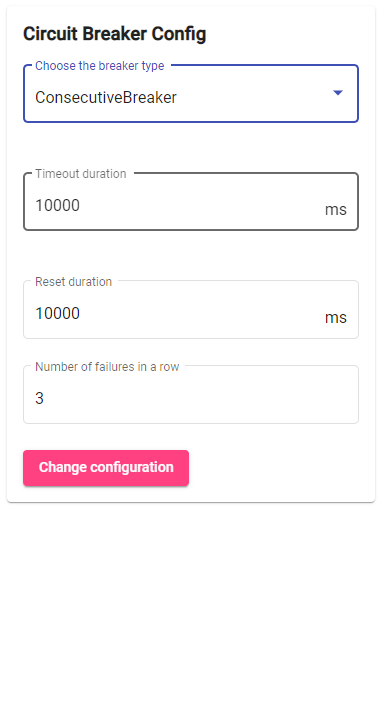 Circuit Breaker Config
Choose the breaker type
ConsecutiveBreaker
Timeout duration
10000 ms
Reset duration
10000 ms
Number of failures in a row
3
Change configuration